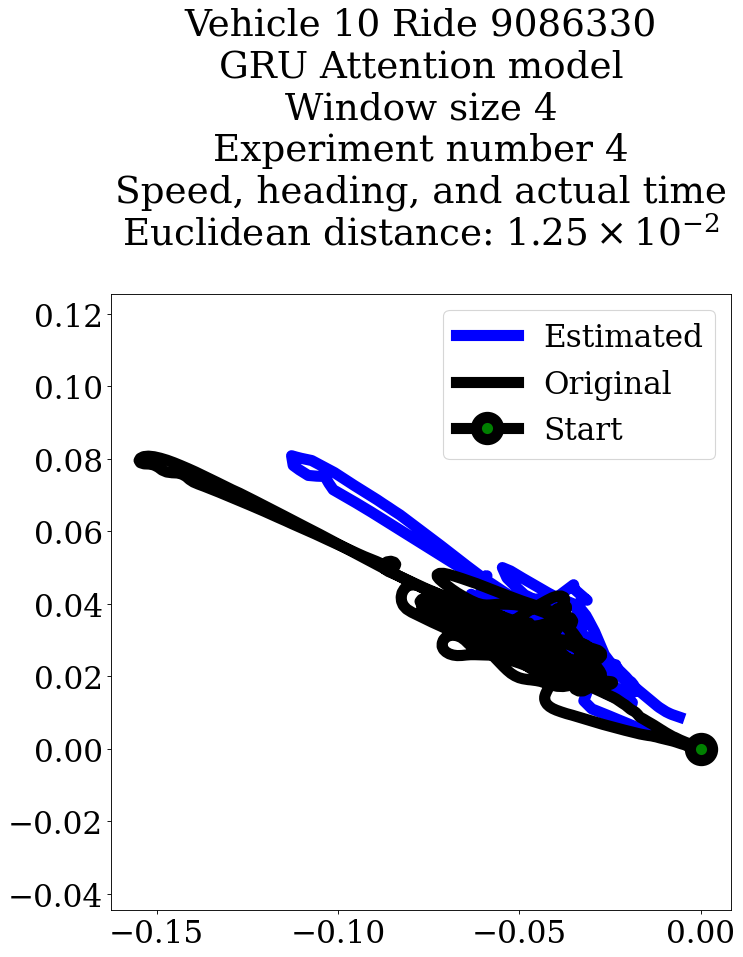 Vehicle 10 Ride 9086330
GRU Attention model
Window size 4
Experiment number 4
Speed, heading, and actual time
Euclidean distance: 1.25 × 10⁻²
Estimated
Original
Start
0.12
0.10
0.08
0.06
0.04
0.02
0.00
−0.02
−0.04
−0.15
−0.10
−0.05
0.00